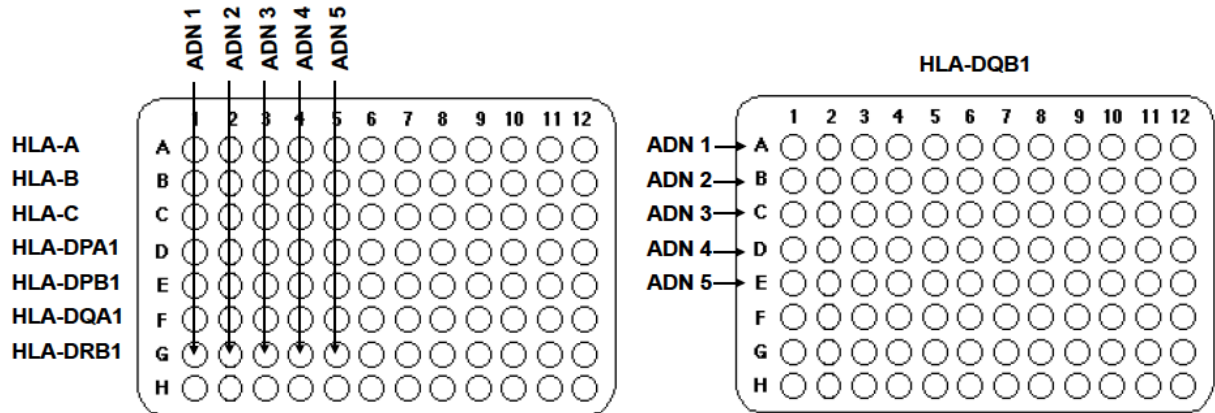 ADN 1
ADN 2
ADN 3
ADN 4
ADN 5
1 2 3 4 5 6 7 8 9 10 11 12
HLA-A A
HLA-B B
HLA-C C
HLA-DPA1 D
HLA-DPB1 E
HLA-DQA1 F
HLA-DRB1 G
H
HLA-DQB1
1 2 3 4 5 6 7 8 9 10 11 12
ADN 1 A
ADN 2 B
ADN 3 C
ADN 4 D
ADN 5 E
F
G
H